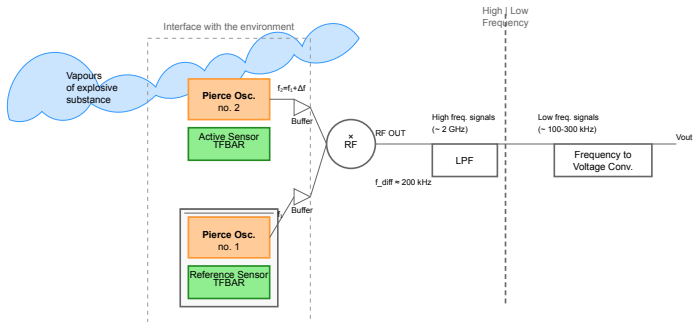 Interface with the environment
High | Low
Frequency
Vapours
of explosive
substance
Pierce Osc.
no. 2
f₂=f₁+Δf
Buffer
Active Sensor
TFBAR
×
RF
RF OUT
High freq. signals
(~ 2 GHz)
Low freq. signals
(~ 100-300 kHz)
Vout
LPF
Frequency to
Voltage Conv.
f_diff ≈ 200 kHz
Buffer
f₁
Pierce Osc.
no. 1
Reference Sensor
TFBAR